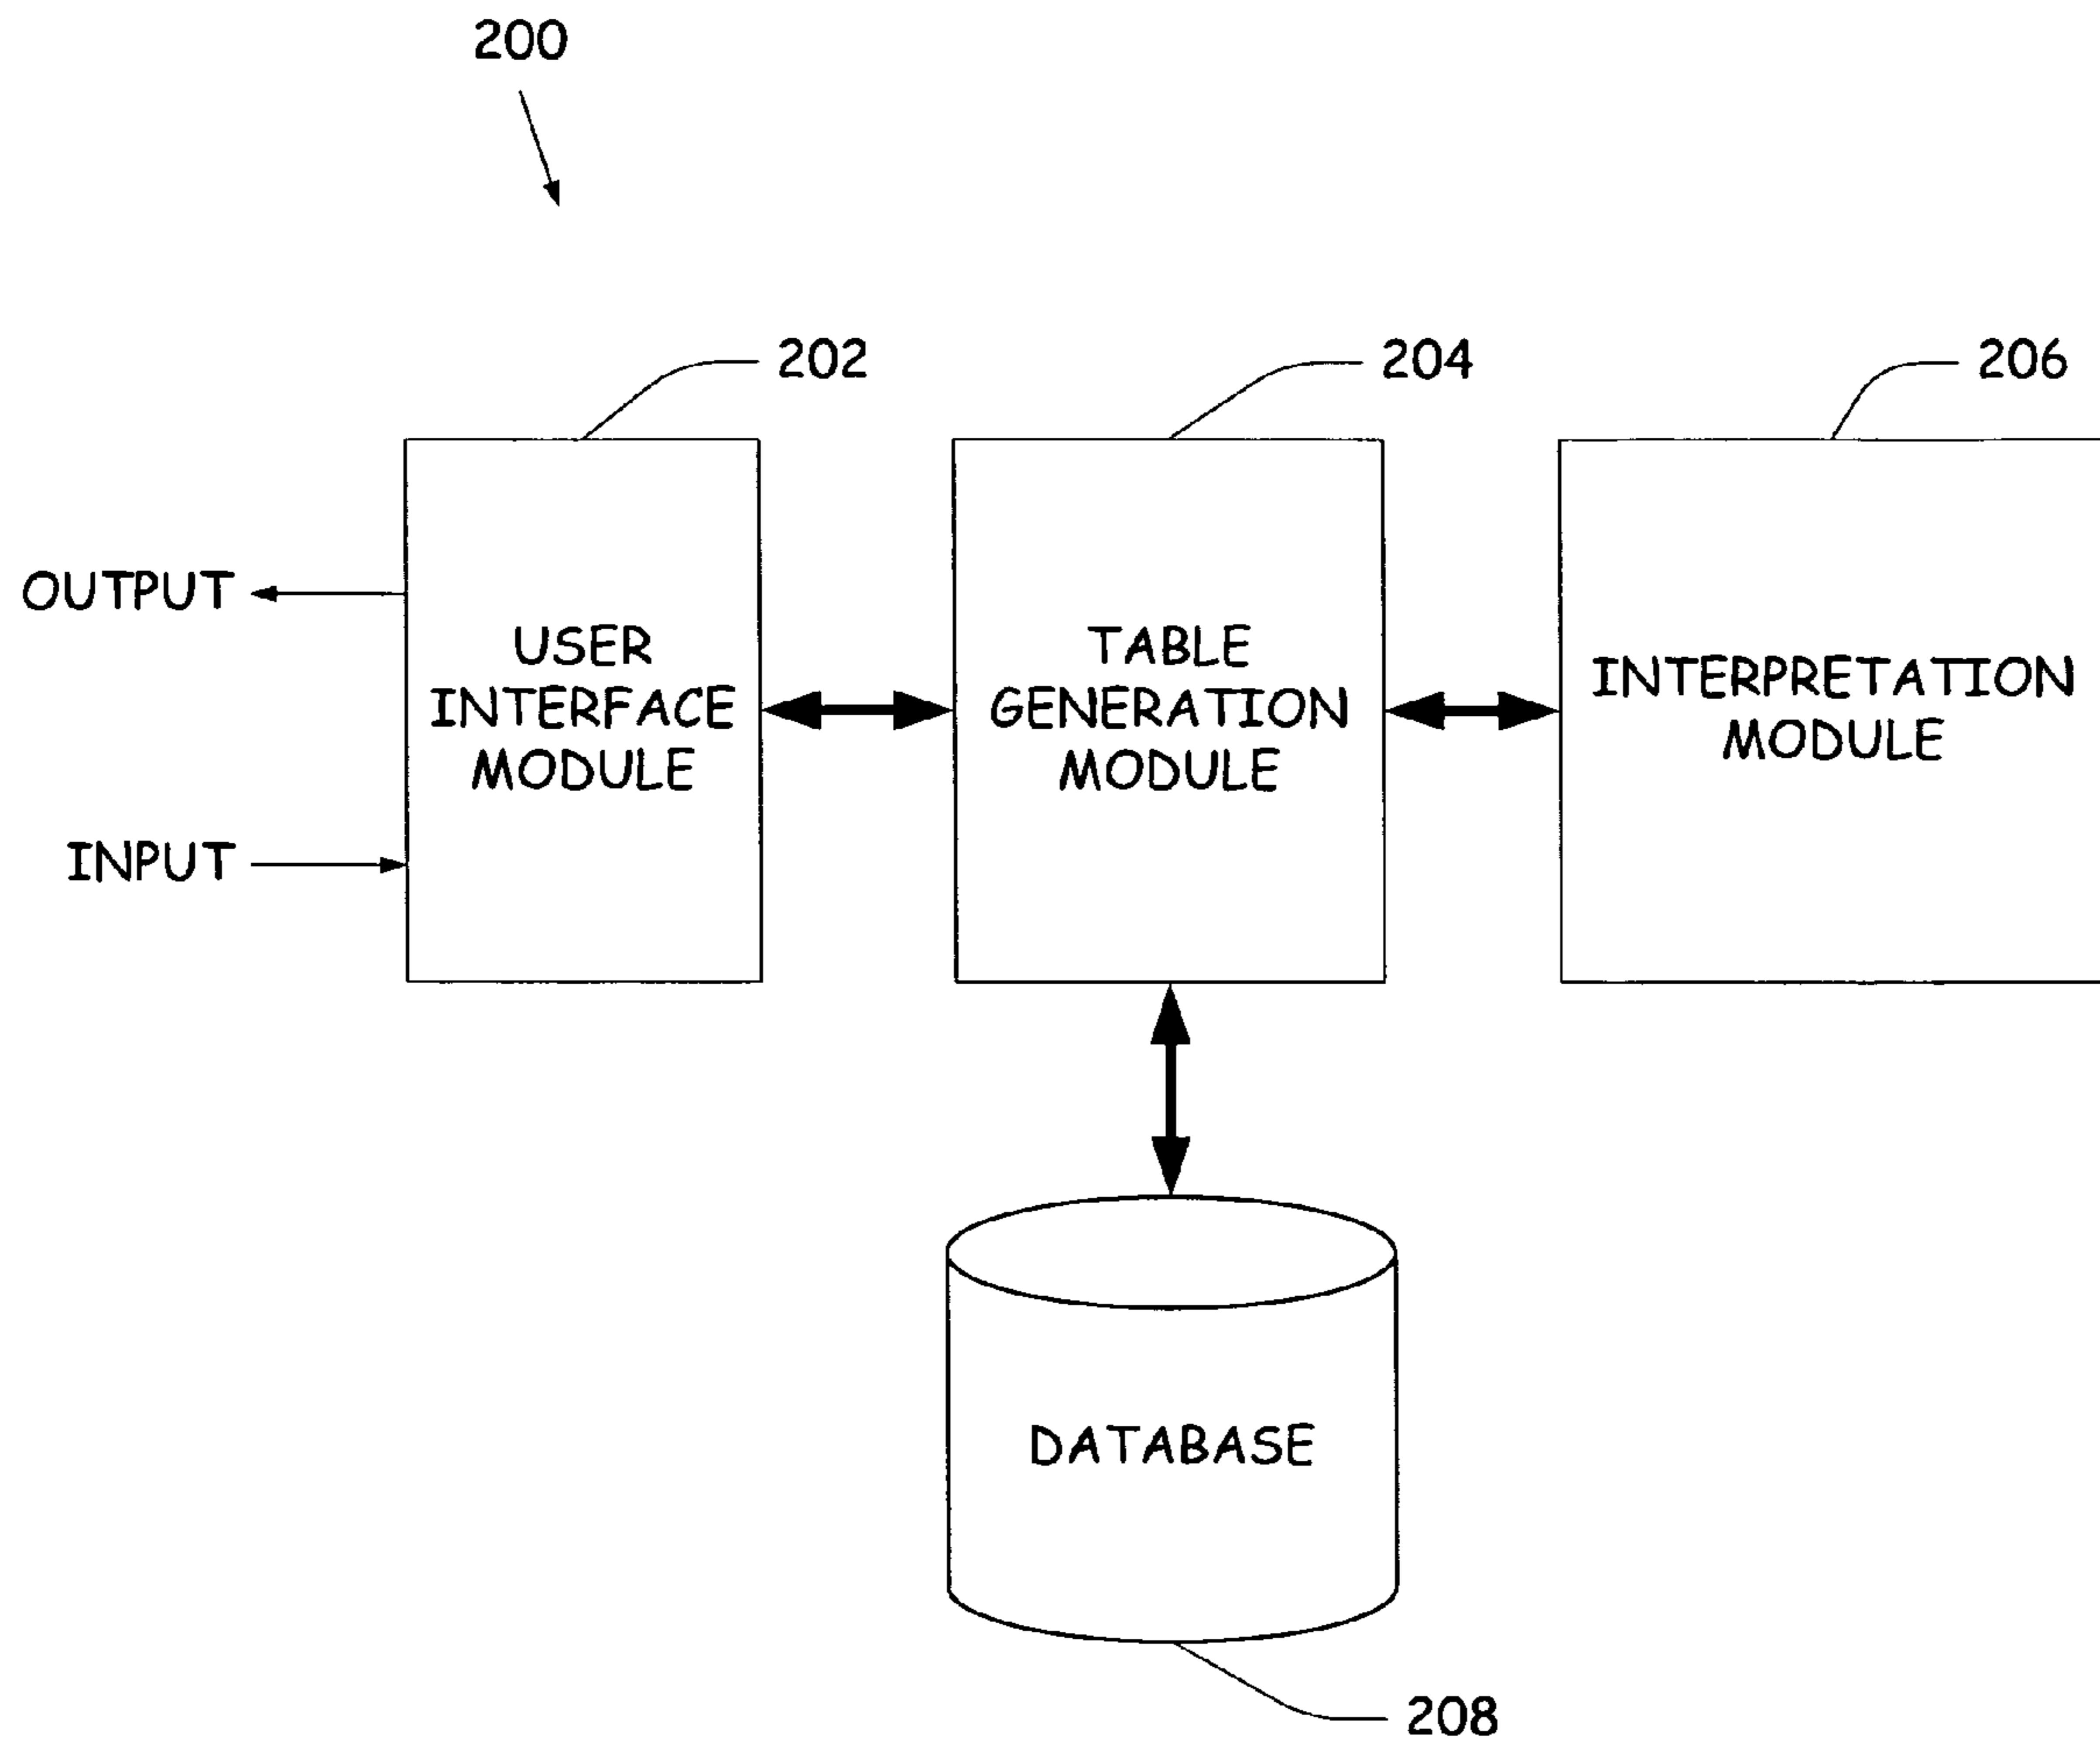 200
202
204
206
OUTPUT
INPUT
USER
INTERFACE
MODULE
TABLE
GENERATION
MODULE
INTERPRETATION
MODULE
DATABASE
208